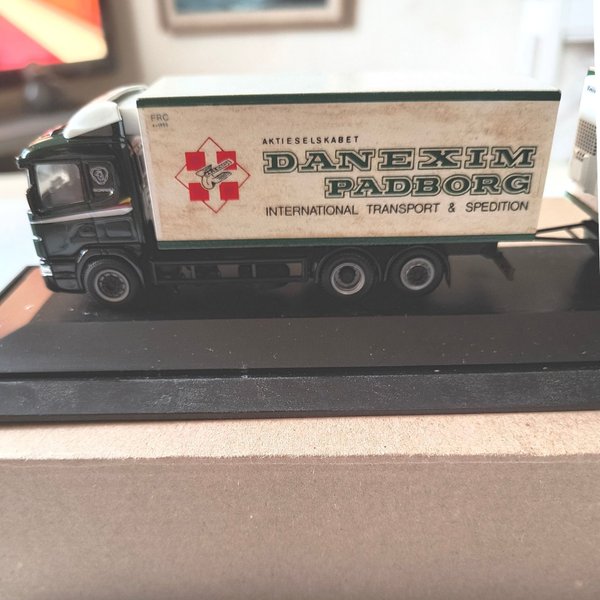 FRC
AKTIESELSKABET
DANEXIM
PADBORG
INTERNATIONAL TRANSPORT & SPEDITION